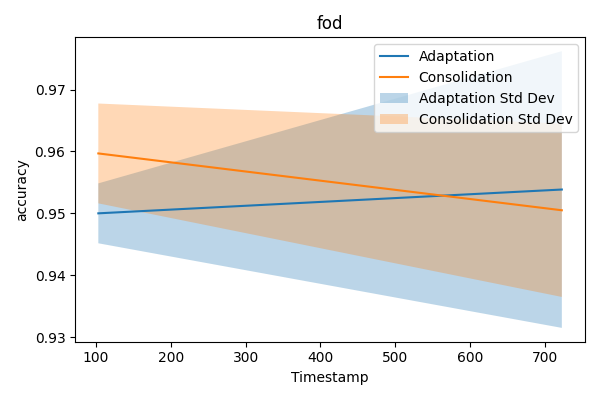 fod
Adaptation
Consolidation
Adaptation Std Dev
Consolidation Std Dev
accuracy
0.97
0.96
0.95
0.94
0.93
100 200 300 400 500 600 700
Timestamp